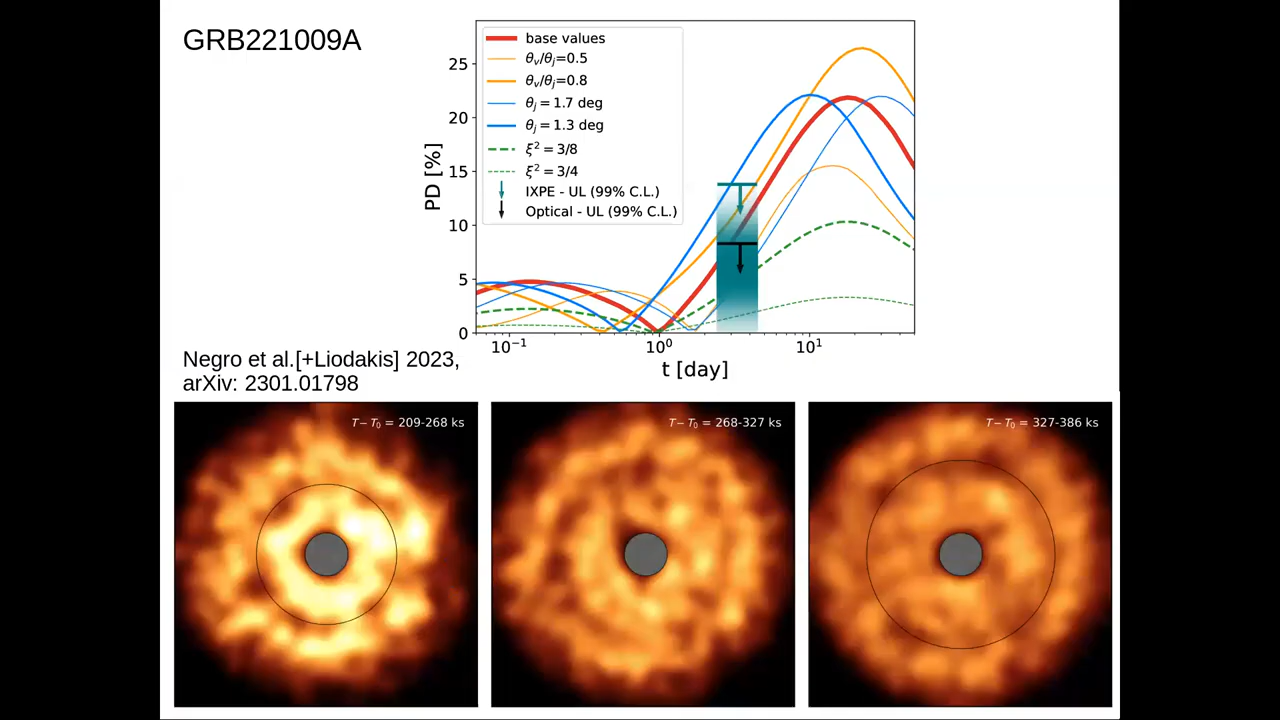 GRB221009A
base values
θv/θj=0.5
θv/θj=0.8
θj = 1.7 deg
θj = 1.3 deg
ξ² = 3/8
ξ² = 3/4
IXPE - UL (99% C.L.)
Optical - UL (99% C.L.)
PD [%]
25
20
15
10
5
0
10⁻¹
10⁰
10¹
t [day]
Negro et al.[+Liodakis] 2023,
arXiv: 2301.01798
T − T₀ = 209-268 ks
T − T₀ = 268-327 ks
T − T₀ = 327-386 ks